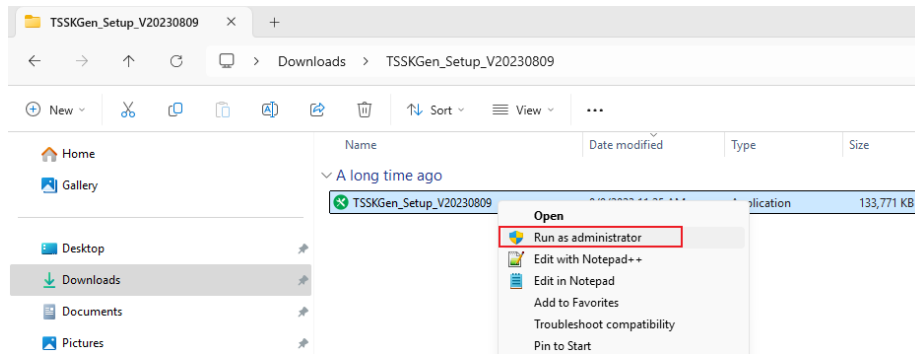 TSSKGen_Setup_V20230809
Downloads > TSSKGen_Setup_V20230809
New Sort View ...
Name Date modified Type Size
Home
Gallery
A long time ago
TSSKGen_Setup_V20230809 133,771 KB
Open
Run as administrator
Edit with Notepad++
Edit in Notepad
Add to Favorites
Troubleshoot compatibility
Pin to Start
Desktop
Downloads
Documents
Pictures